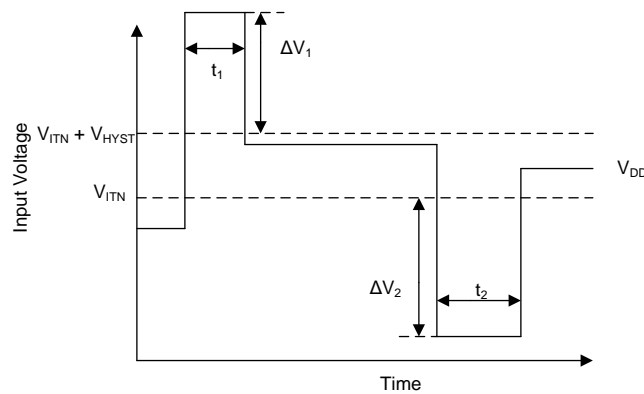 ΔV1
t1
VITN + VHYST
VDD
VITN
Input Voltage
ΔV2
t2
Time